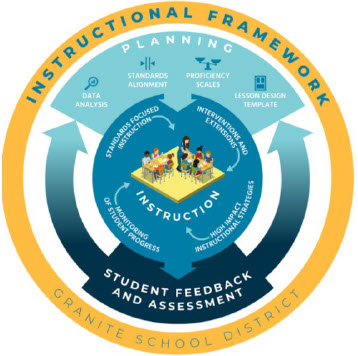 INSTRUCTIONAL FRAMEWORK
PLANNING
DATA
ANALYSIS
STANDARDS
ALIGNMENT
PROFICIENCY
SCALES
LESSON DESIGN
TEMPLATE
STANDARDS FOCUSED
INSTRUCTION
INTERVENTIONS AND
EXTENSIONS
MONITORING
OF STUDENT PROGRESS
HIGH IMPACT
INSTRUCTIONAL STRATEGIES
INSTRUCTION
STUDENT FEEDBACK
AND ASSESSMENT
GRANITE SCHOOL DISTRICT